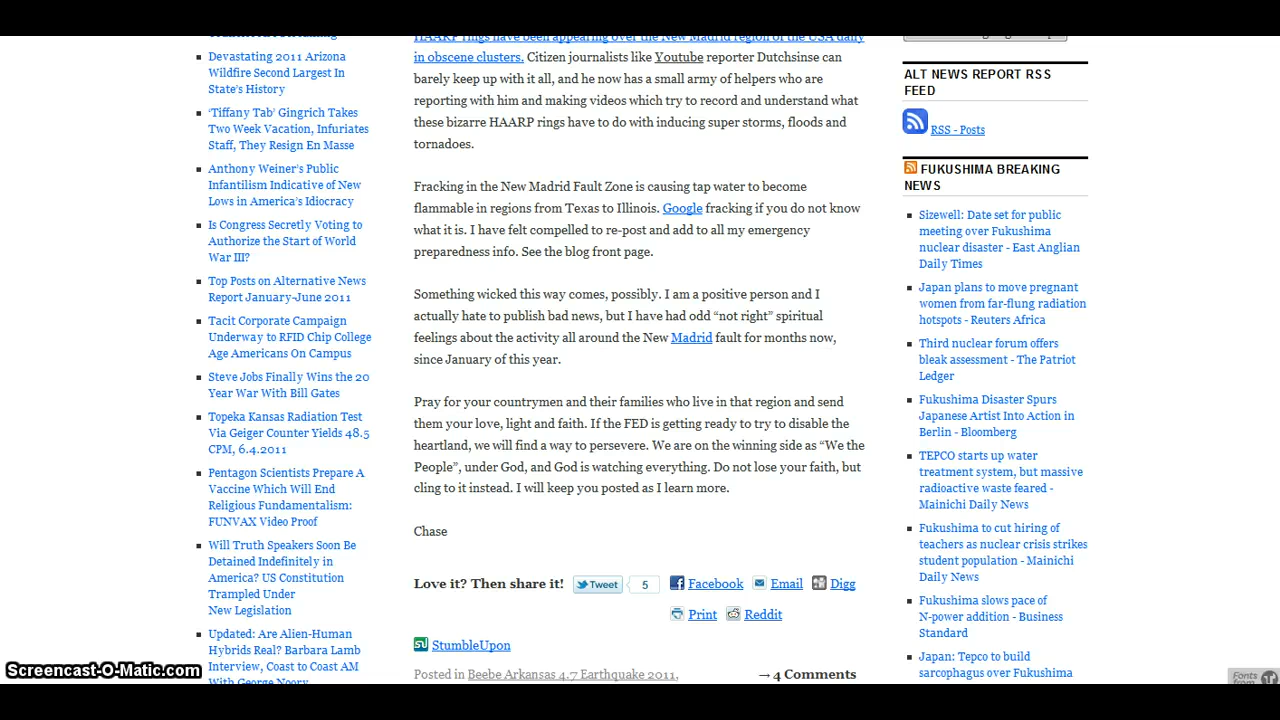 Devastating 2011 Arizona
Wildfire Second Largest In
State's History
'Tiffany Tab' Gingrich Takes
Two Week Vacation, Infuriates
Staff, They Resign En Masse
Anthony Weiner's Public
Infantilism Indicative of New
Lows in America's Idiocracy
Is Congress Secretly Voting to
Authorize the Start of World
War III?
Top Posts on Alternative News
Report January-June 2011
Tacit Corporate Campaign
Underway to RFID Chip College
Age Americans On Campus
Steve Jobs Finally Wins the 20
Year War With Bill Gates
Topeka Kansas Radiation Test
Via Geiger Counter Yields 48.5
CPM, 6.4.2011
Pentagon Scientists Prepare A
Vaccine Which Will End
Religious Fundamentalism:
FUNVAX Video Proof
Will Truth Speakers Soon Be
Detained Indefinitely in
America? US Constitution
Trampled Under
New Legislation
Updated: Are Alien-Human
Hybrids Real? Barbara Lamb
Interview, Coast to Coast AM
With George Noory
HAARP rings have been appearing over the New Madrid region of the USA daily
in obscene clusters. Citizen journalists like Youtube reporter Dutchsinse can
barely keep up with it all, and he now has a small army of helpers who are
reporting with him and making videos which try to record and understand what
these bizarre HAARP rings have to do with inducing super storms, floods and
tornadoes.
Fracking in the New Madrid Fault Zone is causing tap water to become
flammable in regions from Texas to Illinois. Google fracking if you do not know
what it is. I have felt compelled to re-post and add to all my emergency
preparedness info. See the blog front page.
Something wicked this way comes, possibly. I am a positive person and I
actually hate to publish bad news, but I have had odd "not right" spiritual
feelings about the activity all around the New Madrid fault for months now,
since January of this year.
Pray for your countrymen and their families who live in that region and send
them your love, light and faith. If the FED is getting ready to try to disable the
heartland, we will find a way to persevere. We are on the winning side as "We the
People", under God, and God is watching everything. Do not lose your faith, but
cling to it instead. I will keep you posted as I learn more.
Chase
Love it? Then share it! Tweet 5 Facebook Email Digg
Print Reddit
StumbleUpon
Posted in Beebe Arkansas 4.7 Earthquake 2011, → 4 Comments
ALT NEWS REPORT RSS
FEED
RSS - Posts
FUKUSHIMA BREAKING
NEWS
Sizewell: Date set for public
meeting over Fukushima
nuclear disaster - East Anglian
Daily Times
Japan plans to move pregnant
women from far-flung radiation
hotspots - Reuters Africa
Third nuclear forum offers
bleak assessment - The Patriot
Ledger
Fukushima Disaster Spurs
Japanese Artist Into Action in
Berlin - Bloomberg
TEPCO starts up water
treatment system, but massive
radioactive waste feared -
Mainichi Daily News
Fukushima to cut hiring of
teachers as nuclear crisis strikes
student population - Mainichi
Daily News
Fukushima slows pace of
N-power addition - Business
Standard
Japan: Tepco to build
sarcophagus over Fukushima
Screencast-O-Matic.com
Fonts
from